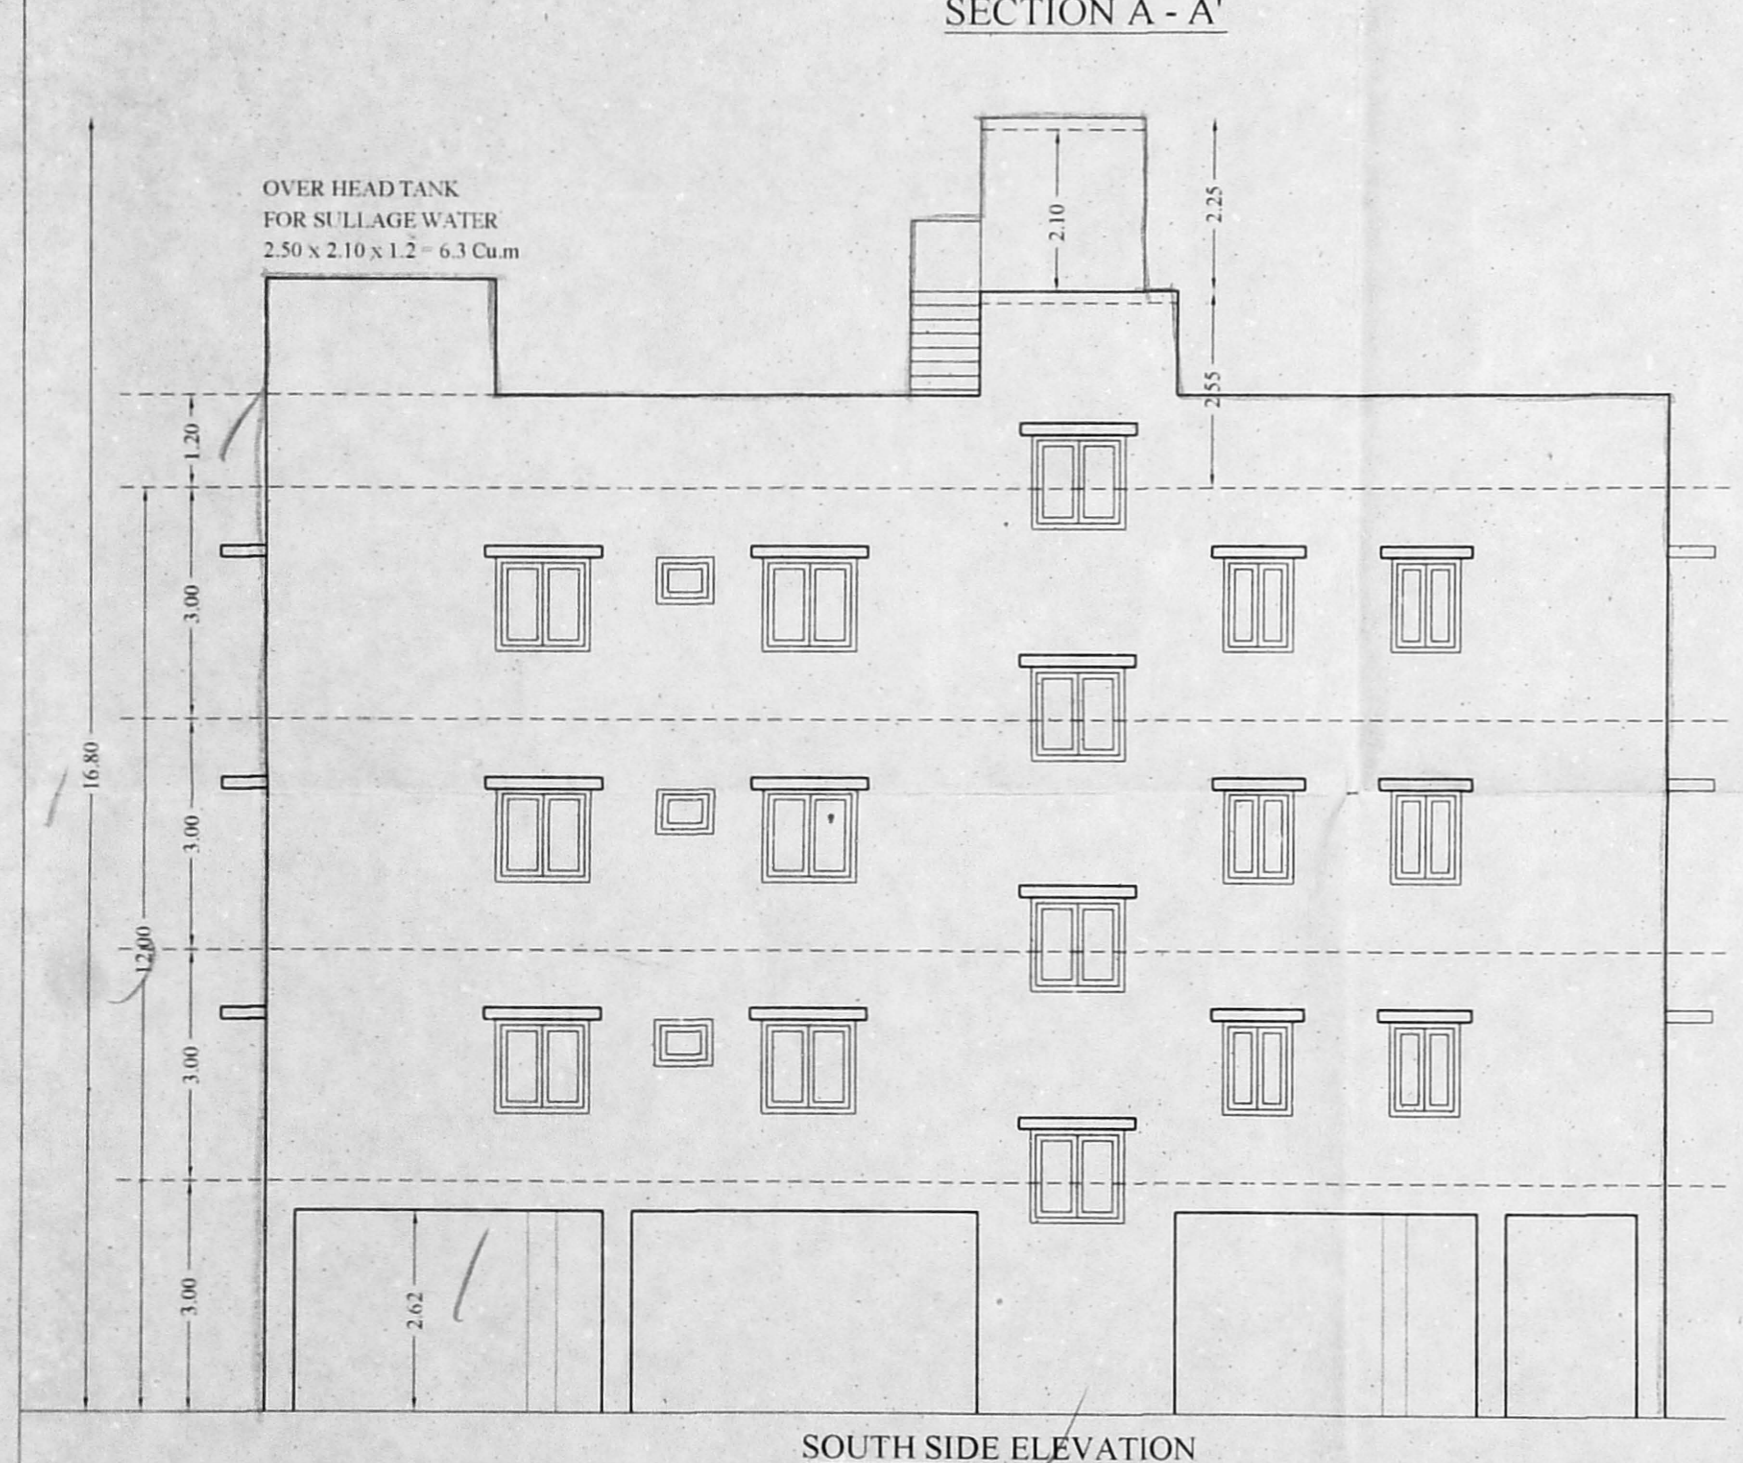 SECTION A - A'
OVER HEAD TANK
FOR SULLAGE WATER
2.50 x 2.10 x 1.2 = 6.3 Cu.m
2.10
2.25
2.55
1.20
3.00
16.80
3.00
12.00
3.00
3.00
2.62
SOUTH SIDE ELEVATION